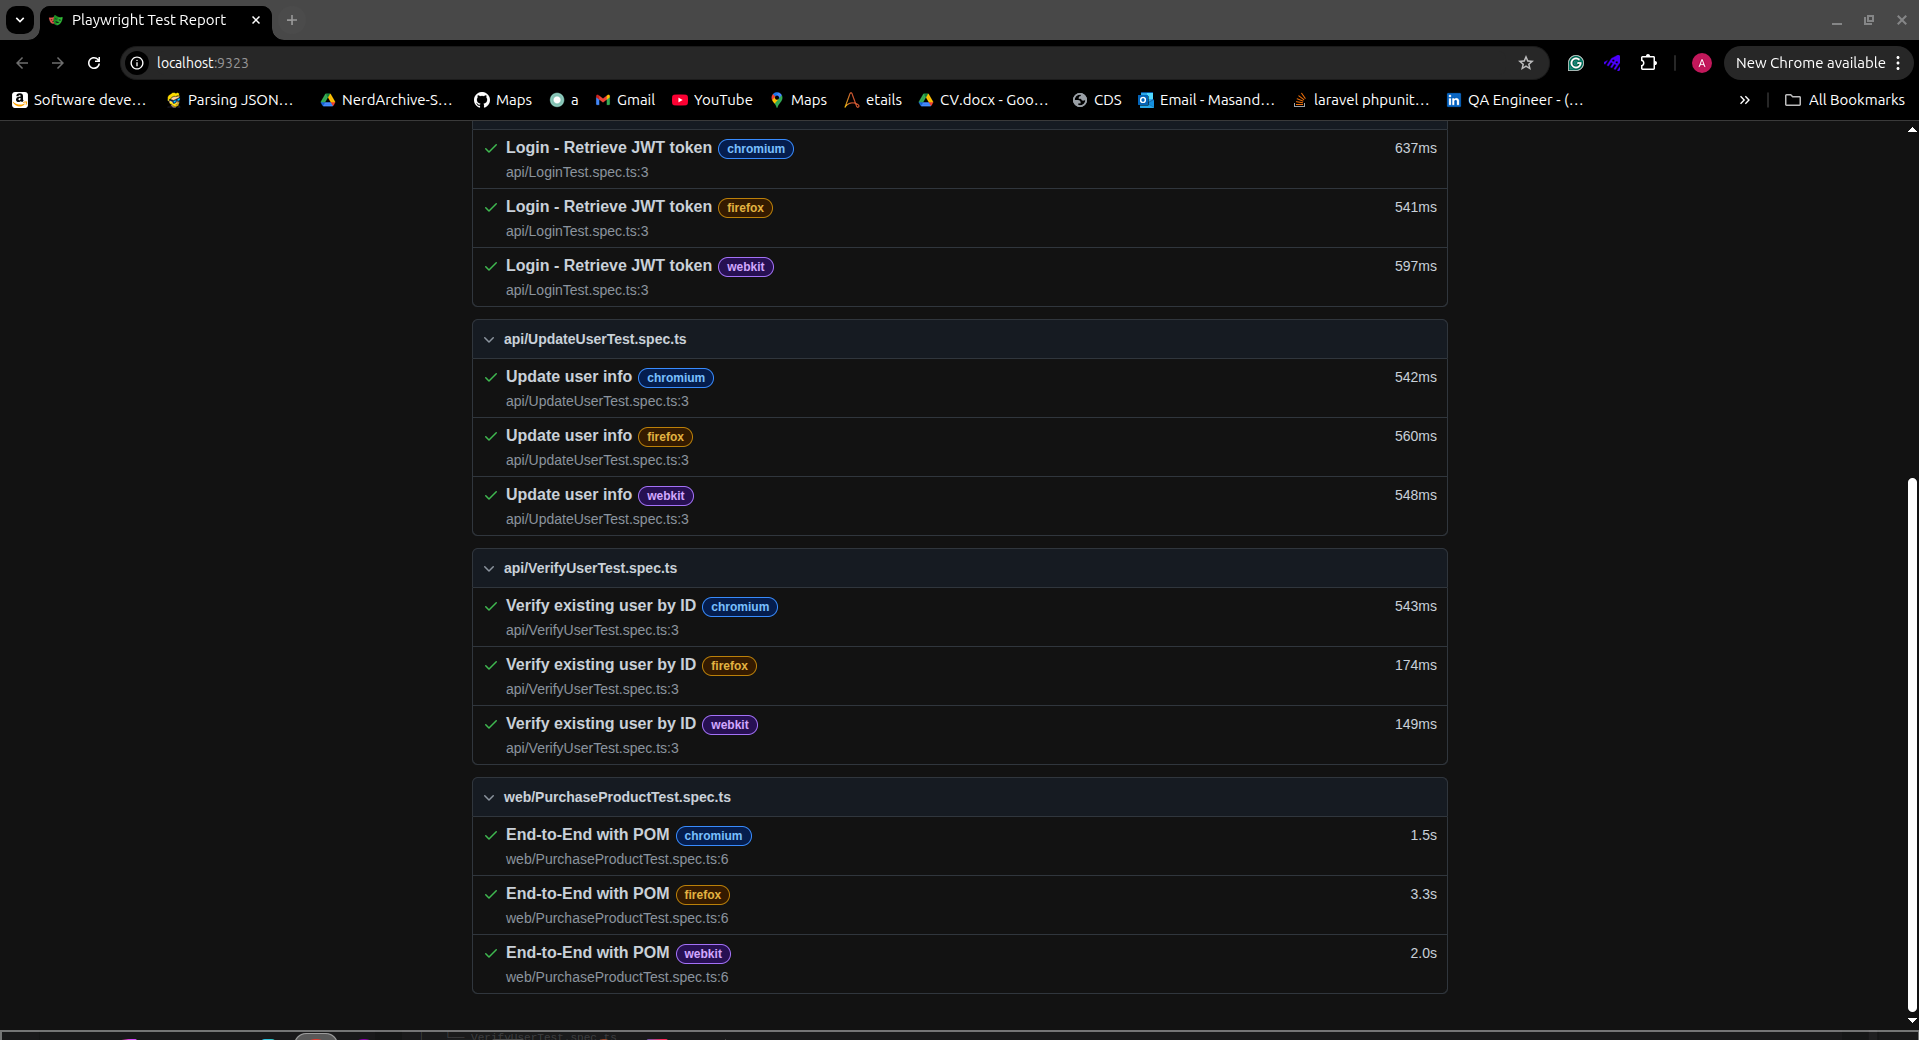 Playwright Test Report
localhost:9323
A
New Chrome available
Software deve...
Parsing JSON...
NerdArchive-S...
Maps
a
Gmail
YouTube
Maps
etails
CV.docx - Goo...
CDS
Email - Masand...
laravel phpunit...
QA Engineer - (...
All Bookmarks
Login - Retrieve JWT token chromium 637ms
api/LoginTest.spec.ts:3
Login - Retrieve JWT token firefox 541ms
api/LoginTest.spec.ts:3
Login - Retrieve JWT token webkit 597ms
api/LoginTest.spec.ts:3
api/UpdateUserTest.spec.ts
Update user info chromium 542ms
api/UpdateUserTest.spec.ts:3
Update user info firefox 560ms
api/UpdateUserTest.spec.ts:3
Update user info webkit 548ms
api/UpdateUserTest.spec.ts:3
api/VerifyUserTest.spec.ts
Verify existing user by ID chromium 543ms
api/VerifyUserTest.spec.ts:3
Verify existing user by ID firefox 174ms
api/VerifyUserTest.spec.ts:3
Verify existing user by ID webkit 149ms
api/VerifyUserTest.spec.ts:3
web/PurchaseProductTest.spec.ts
End-to-End with POM chromium 1.5s
web/PurchaseProductTest.spec.ts:6
End-to-End with POM firefox 3.3s
web/PurchaseProductTest.spec.ts:6
End-to-End with POM webkit 2.0s
web/PurchaseProductTest.spec.ts:6
VerifyUserTest.spec.ts